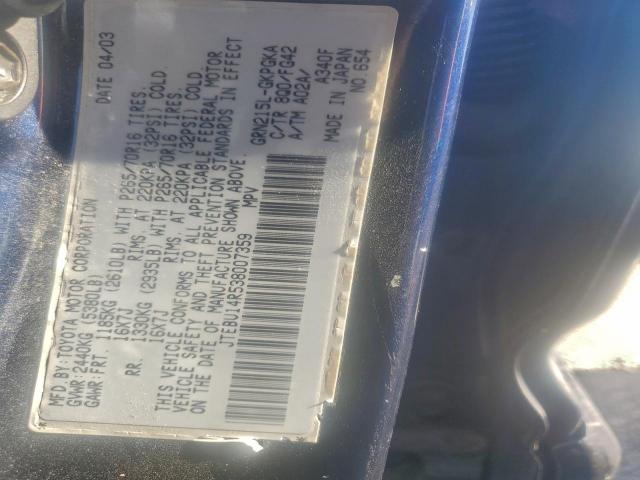 MFD. BY: TOYOTA MOTOR CORPORATION DATE 04/03
GVWR: 2440KG (5380LB)
GAWR: FRT. 1185KG (2610LB) WITH P265/70R16 TIRES.
16X7J RIMS, AT 220KPA (32PSI) COLD
RR. 1330KG (2935LB) WITH P265/70R16 TIRES.
16X7J RIMS, AT 220KPA (32PSI) COLD
THIS VEHICLE CONFORMS TO ALL APPLICABLE FEDERAL MOTOR
VEHICLE SAFETY AND THEFT PREVENTION STANDARDS IN EFFECT
ON THE DATE OF MANUFACTURE SHOWN ABOVE.
JTEBU14R538007359 MPV
GRN215L-GKPGKA
C/TR 8Q0/FG42
A/TM A02A/ A340F
MADE IN JAPAN
NO 654